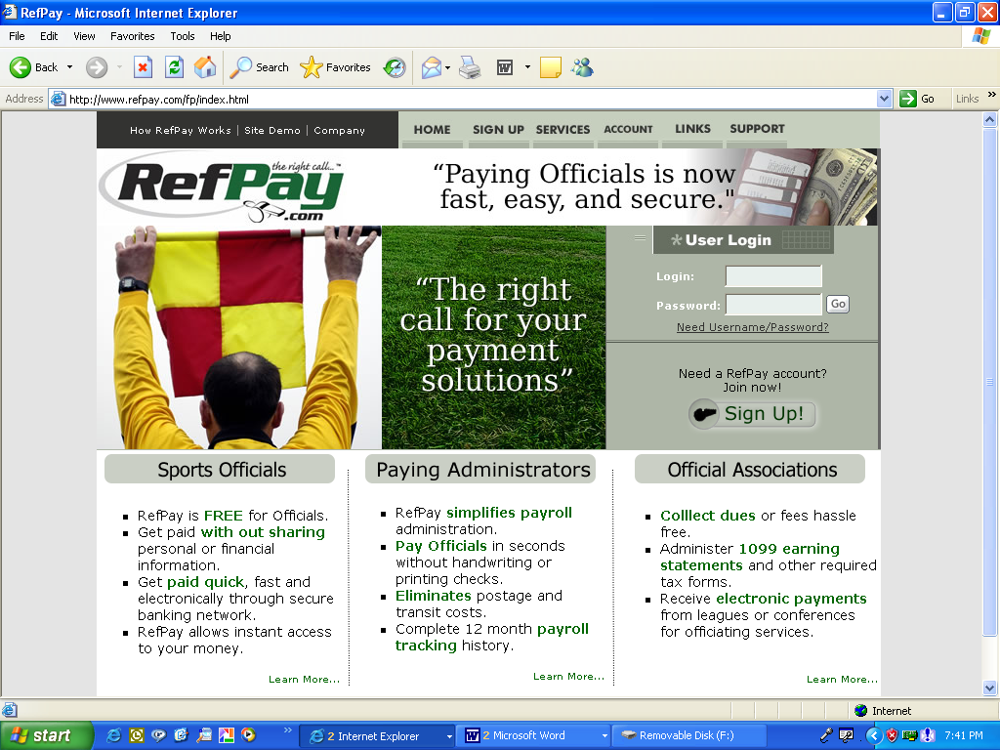 RefPay - Microsoft Internet Explorer
File Edit View Favorites Tools Help
Back Search Favorites
Address http://www.refpay.com/fp/index.html Go Links »
How RefPay Works | Site Demo | Company HOME SIGN UP SERVICES ACCOUNT LINKS SUPPORT
the right call...™
RefPay
.com
“Paying Officials is now
fast, easy, and secure."
“The right
call for your
payment
solutions”
*User Login
Login:
Password: Go
Need Username/Password?
Need a RefPay account?
Join now!
Sign Up!
Sports Officials
RefPay is FREE for Officials.
Get paid with out sharing
personal or financial
information.
Get paid quick, fast and
electronically through secure
banking network.
RefPay allows instant access
to your money.
Learn More...
Paying Administrators
RefPay simplifies payroll
administration.
Pay Officials in seconds
without handwriting or
printing checks.
Eliminates postage and
transit costs.
Complete 12 month payroll
tracking history.
Learn More...
Official Associations
Colllect dues or fees hassle
free.
Administer 1099 earning
statements and other required
tax forms.
Receive electronic payments
from leagues or conferences
for officiating services.
Learn More...
Internet
start » 2 Internet Explorer 2 Microsoft Word Removable Disk (F:) 7:41 PM